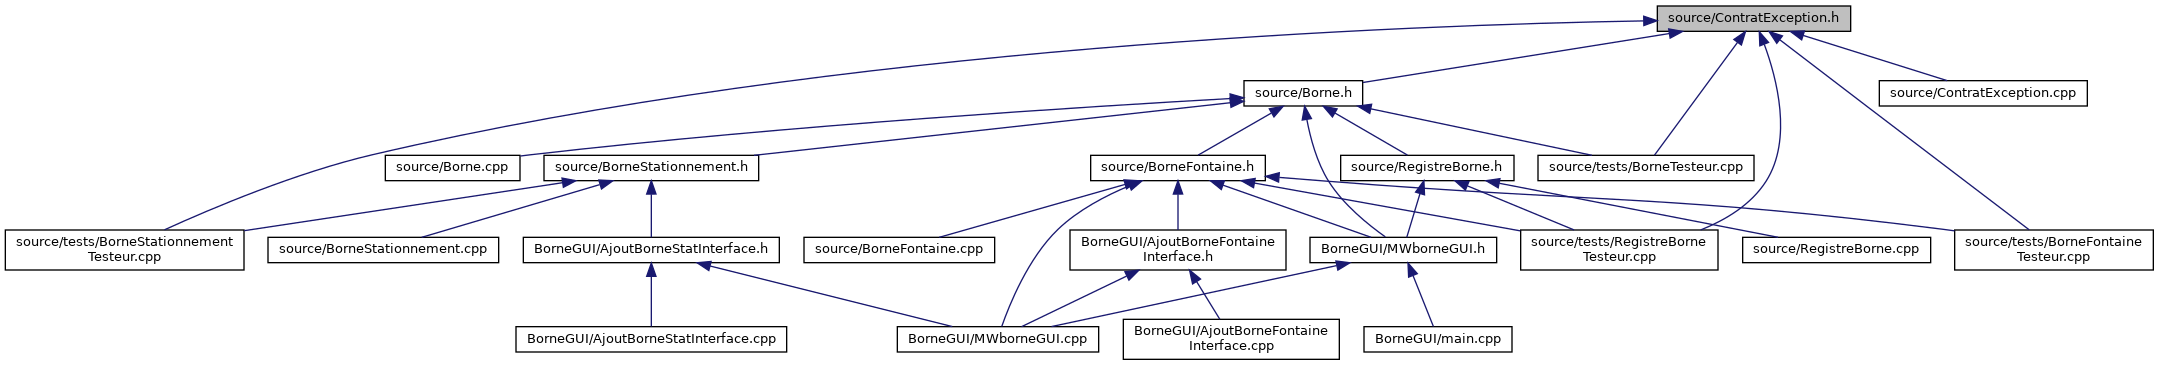 source/ContratException.h
source/Borne.h
source/ContratException.cpp
source/Borne.cpp
source/BorneStationnement.h
source/BorneFontaine.h
source/RegistreBorne.h
source/tests/BorneTesteur.cpp
source/tests/BorneStationnement
Testeur.cpp
source/BorneStationnement.cpp
BorneGUI/AjoutBorneStatInterface.h
source/BorneFontaine.cpp
BorneGUI/AjoutBorneFontaine
Interface.h
BorneGUI/MWborneGUI.h
source/tests/RegistreBorne
Testeur.cpp
source/RegistreBorne.cpp
source/tests/BorneFontaine
Testeur.cpp
BorneGUI/AjoutBorneStatInterface.cpp
BorneGUI/MWborneGUI.cpp
BorneGUI/AjoutBorneFontaine
Interface.cpp
BorneGUI/main.cpp